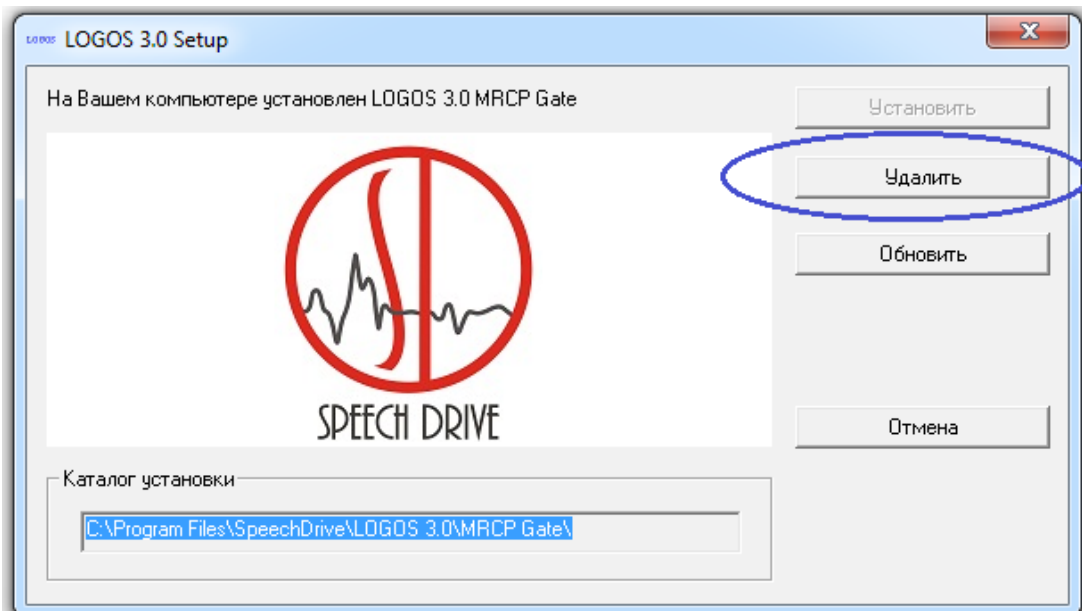 LOGOS LOGOS 3.0 Setup
На Вашем компьютере установлен LOGOS 3.0 MRCP Gate
Установить
Удалить
Обновить
SPEECH DRIVE
Отмена
Каталог установки
C:\Program Files\SpeechDrive\LOGOS 3.0\MRCP Gate\